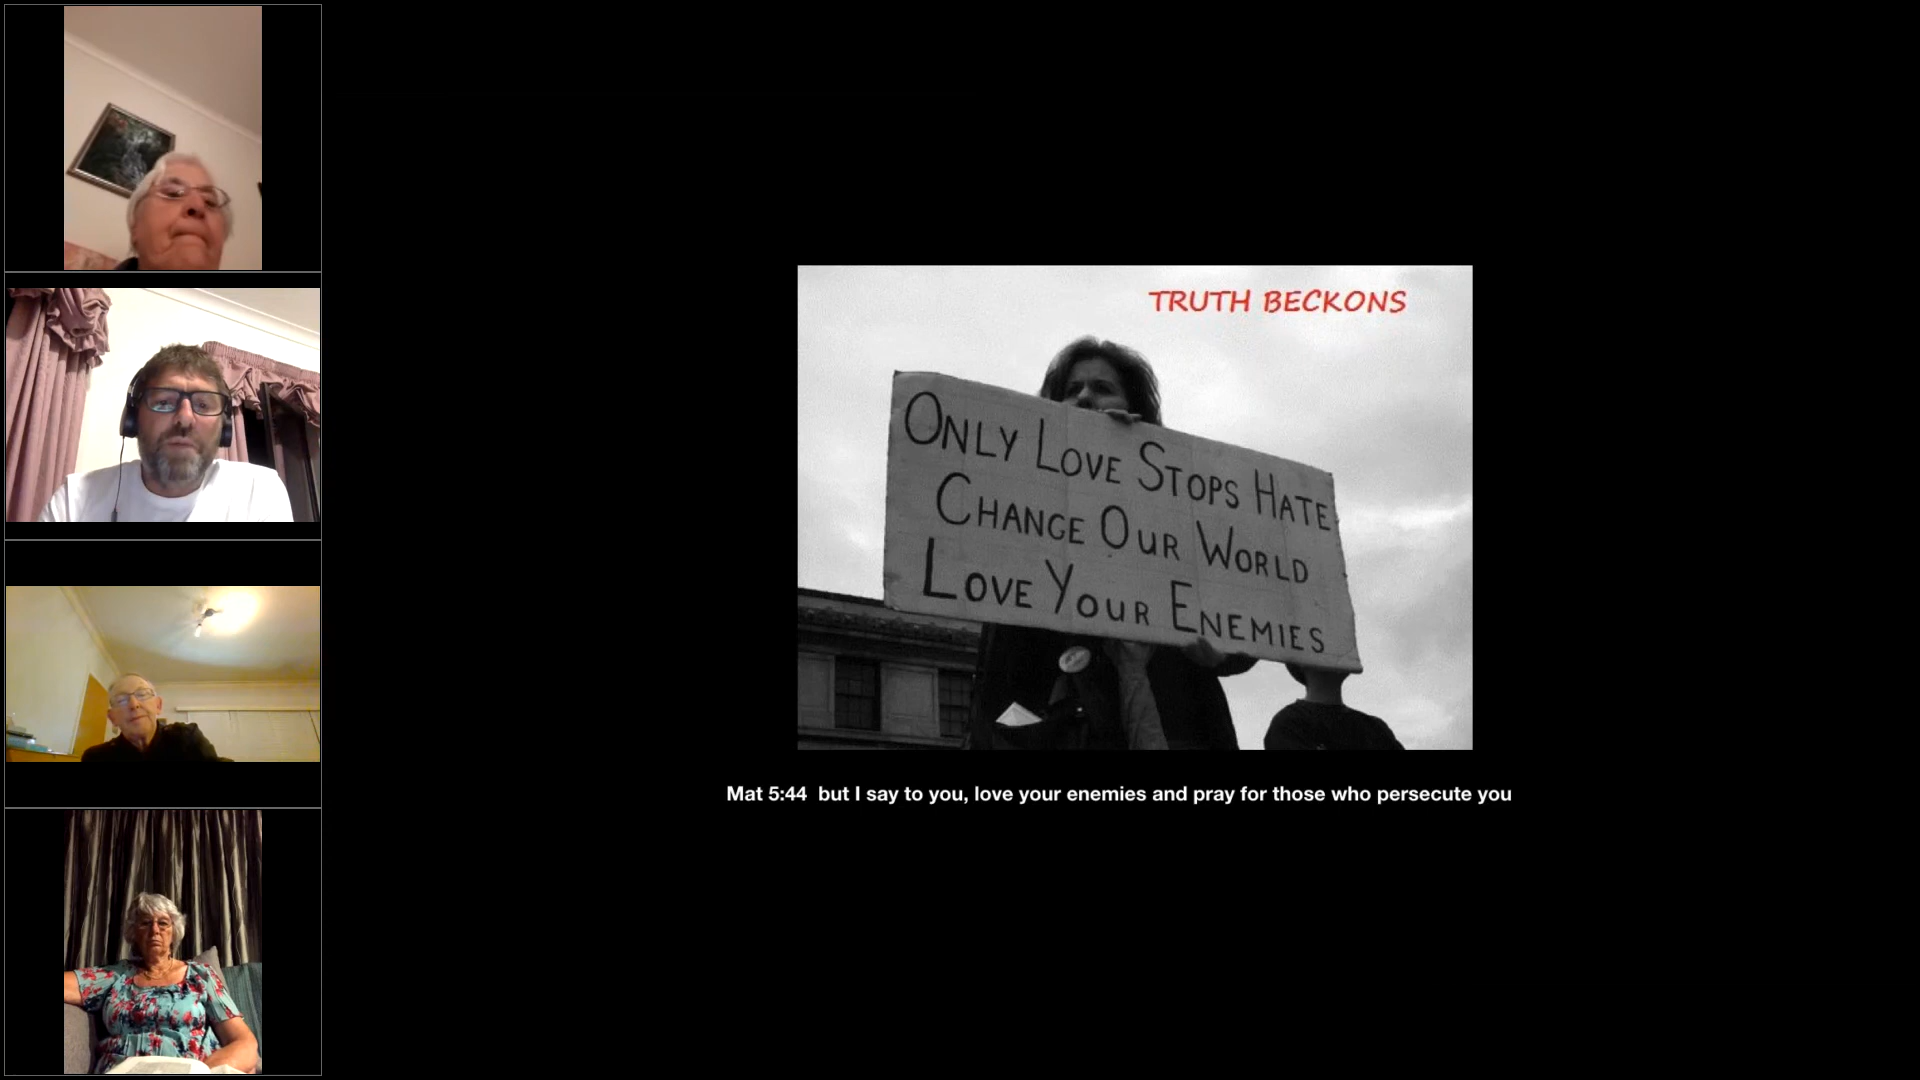 TRUTH BECKONS
ONLY LOVE STOPS HATE
CHANGE OUR WORLD
LOVE YOUR ENEMIES
Mat 5:44  but I say to you, love your enemies and pray for those who persecute you